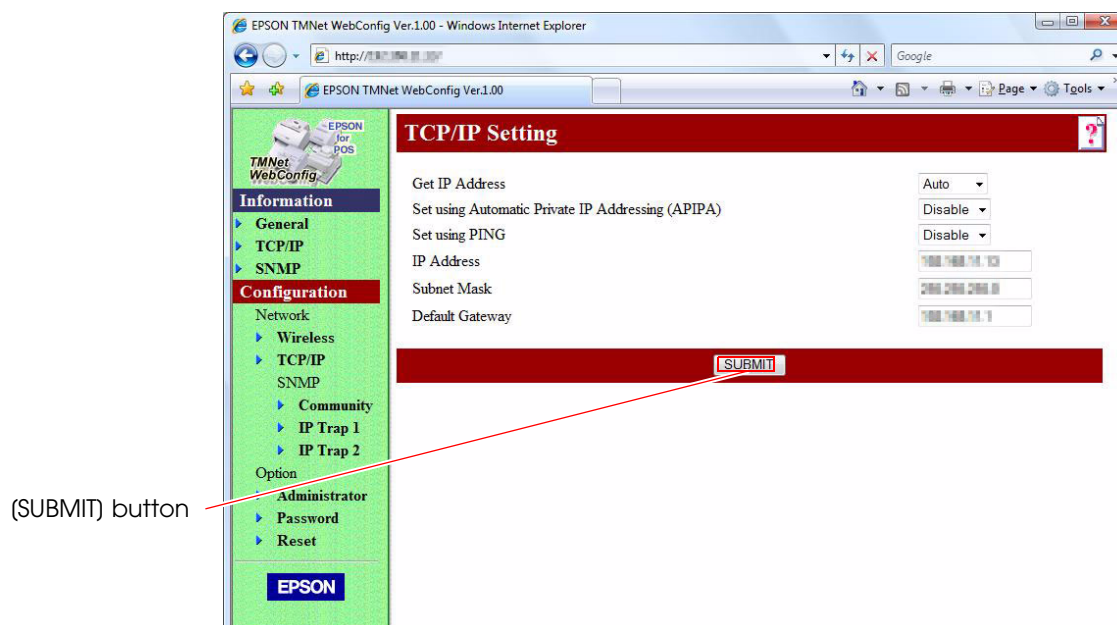 EPSON TMNet WebConfig Ver.1.00 - Windows Internet Explorer
http://
Google
EPSON TMNet WebConfig Ver.1.00
Page
Tools
EPSON
for
POS
TMNet
WebConfig
Information
General
TCP/IP
SNMP
Configuration
Network
Wireless
TCP/IP
SNMP
Community
IP Trap 1
IP Trap 2
Option
Administrator
Password
Reset
EPSON
TCP/IP Setting
?
Get IP Address Auto
Set using Automatic Private IP Addressing (APIPA) Disable
Set using PING Disable
IP Address
Subnet Mask
Default Gateway
SUBMIT
(SUBMIT) button